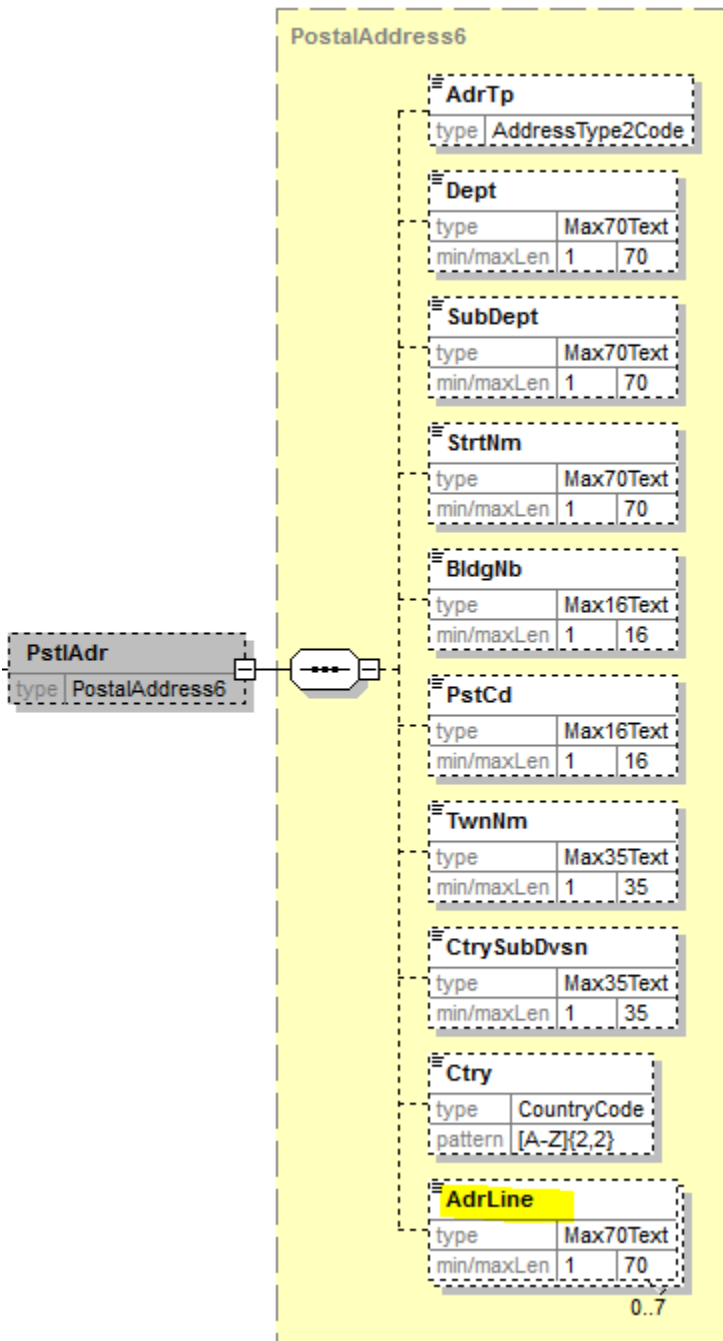 PostalAddress6
AdrTp
type AddressType2Code
Dept
type Max70Text
min/maxLen 1 70
SubDept
type Max70Text
min/maxLen 1 70
StrtNm
type Max70Text
min/maxLen 1 70
BldgNb
type Max16Text
min/maxLen 1 16
PstlAdr
type PostalAddress6
PstCd
type Max16Text
min/maxLen 1 16
TwnNm
type Max35Text
min/maxLen 1 35
CtrySubDvsn
type Max35Text
min/maxLen 1 35
Ctry
type CountryCode
pattern [A-Z]{2,2}
AdrLine
type Max70Text
min/maxLen 1 70
0..7